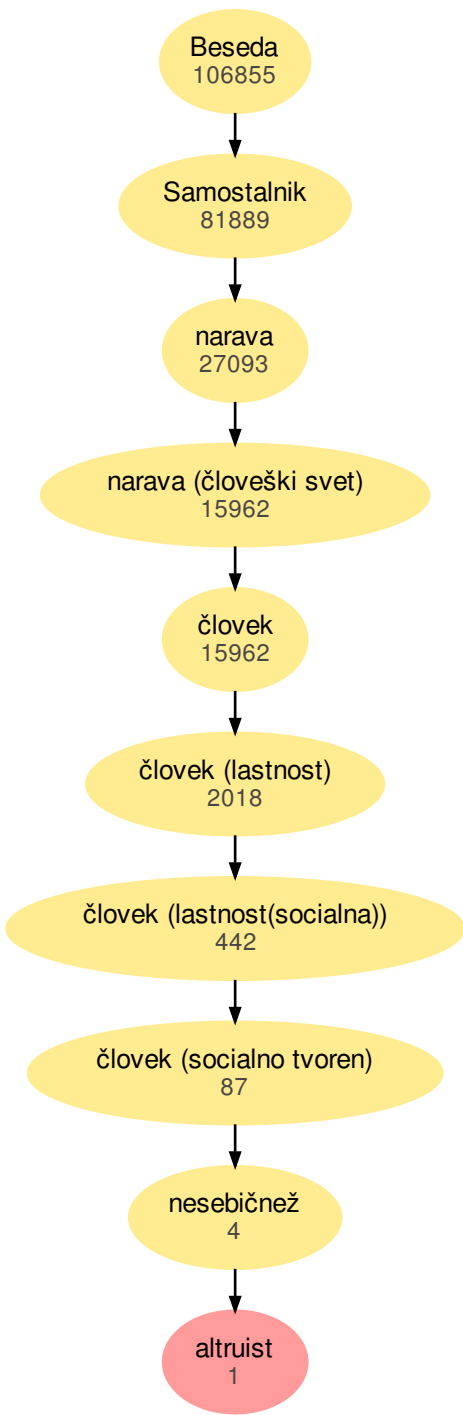 Beseda
106855
Samostalnik
81889
narava
27093
narava (človeški svet)
15962
človek
15962
človek (lastnost)
2018
človek (lastnost(socialna))
442
človek (socialno tvoren)
87
nesebičnež
4
altruist
1